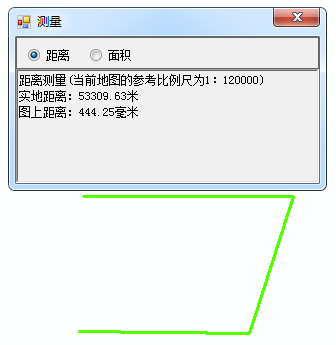 测量
距离 面积
距离测量(当前地图的参考比例尺为1：120000)
实地距离：53309.63米
图上距离：444.25毫米